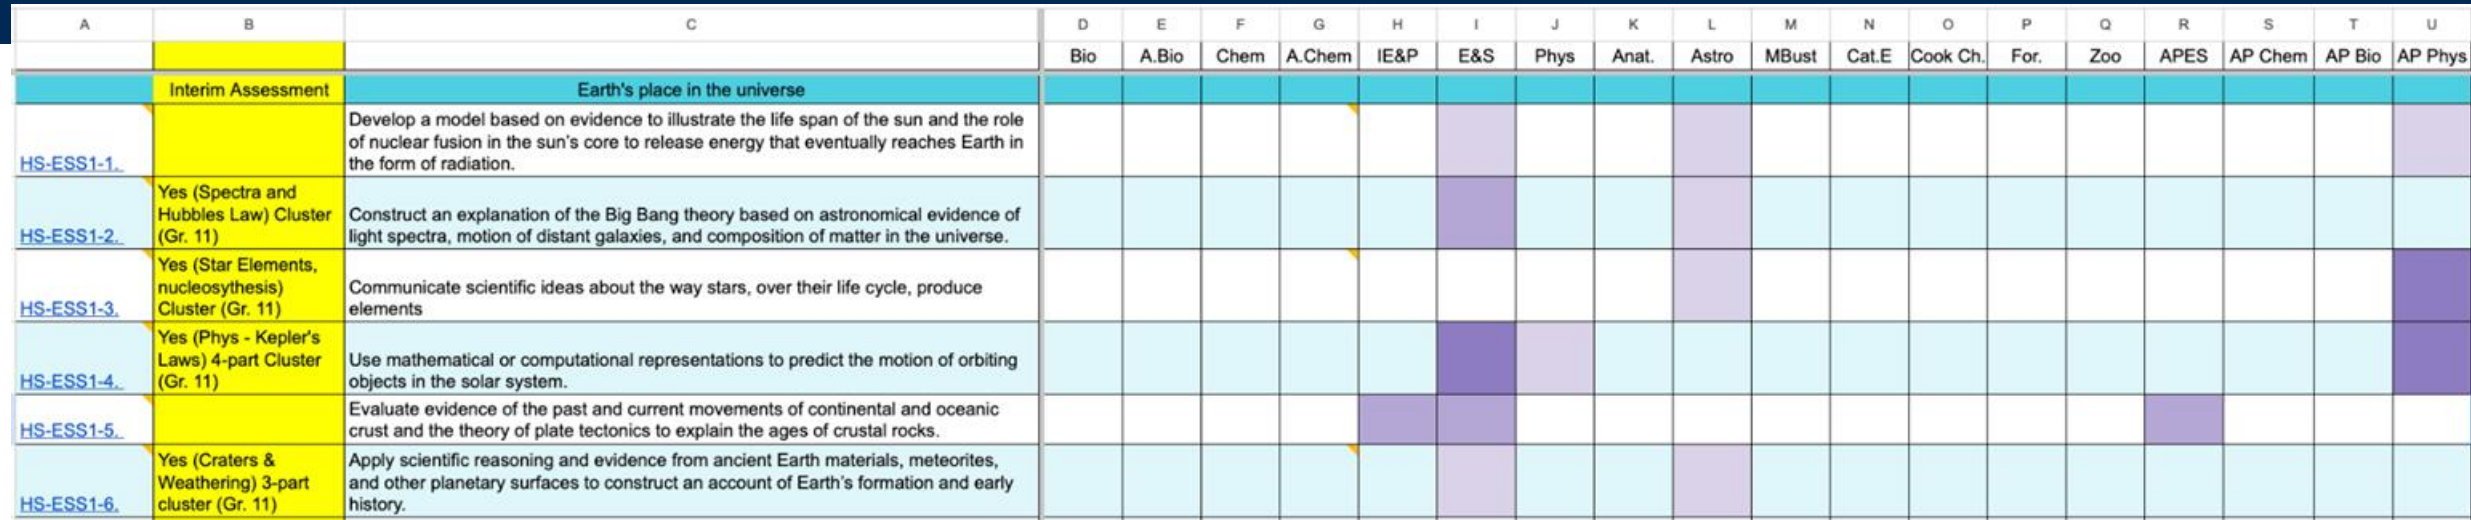 A B C D E F G H I J K L M N O P Q R S T U
Bio A.Bio Chem A.Chem IE&P E&S Phys Anat. Astro MBust Cat.E Cook Ch. For. Zoo APES AP Chem AP Bio AP Phys
Interim Assessment Earth's place in the universe
HS-ESS1-1.
Develop a model based on evidence to illustrate the life span of the sun and the role
of nuclear fusion in the sun's core to release energy that eventually reaches Earth in
the form of radiation.
HS-ESS1-2.
Yes (Spectra and
Hubbles Law) Cluster
(Gr. 11)
Construct an explanation of the Big Bang theory based on astronomical evidence of
light spectra, motion of distant galaxies, and composition of matter in the universe.
HS-ESS1-3.
Yes (Star Elements,
nucleosythesis)
Cluster (Gr. 11)
Communicate scientific ideas about the way stars, over their life cycle, produce
elements
HS-ESS1-4.
Yes (Phys - Kepler's
Laws) 4-part Cluster
(Gr. 11)
Use mathematical or computational representations to predict the motion of orbiting
objects in the solar system.
HS-ESS1-5.
Evaluate evidence of the past and current movements of continental and oceanic
crust and the theory of plate tectonics to explain the ages of crustal rocks.
HS-ESS1-6.
Yes (Craters &
Weathering) 3-part
cluster (Gr. 11)
Apply scientific reasoning and evidence from ancient Earth materials, meteorites,
and other planetary surfaces to construct an account of Earth's formation and early
history.